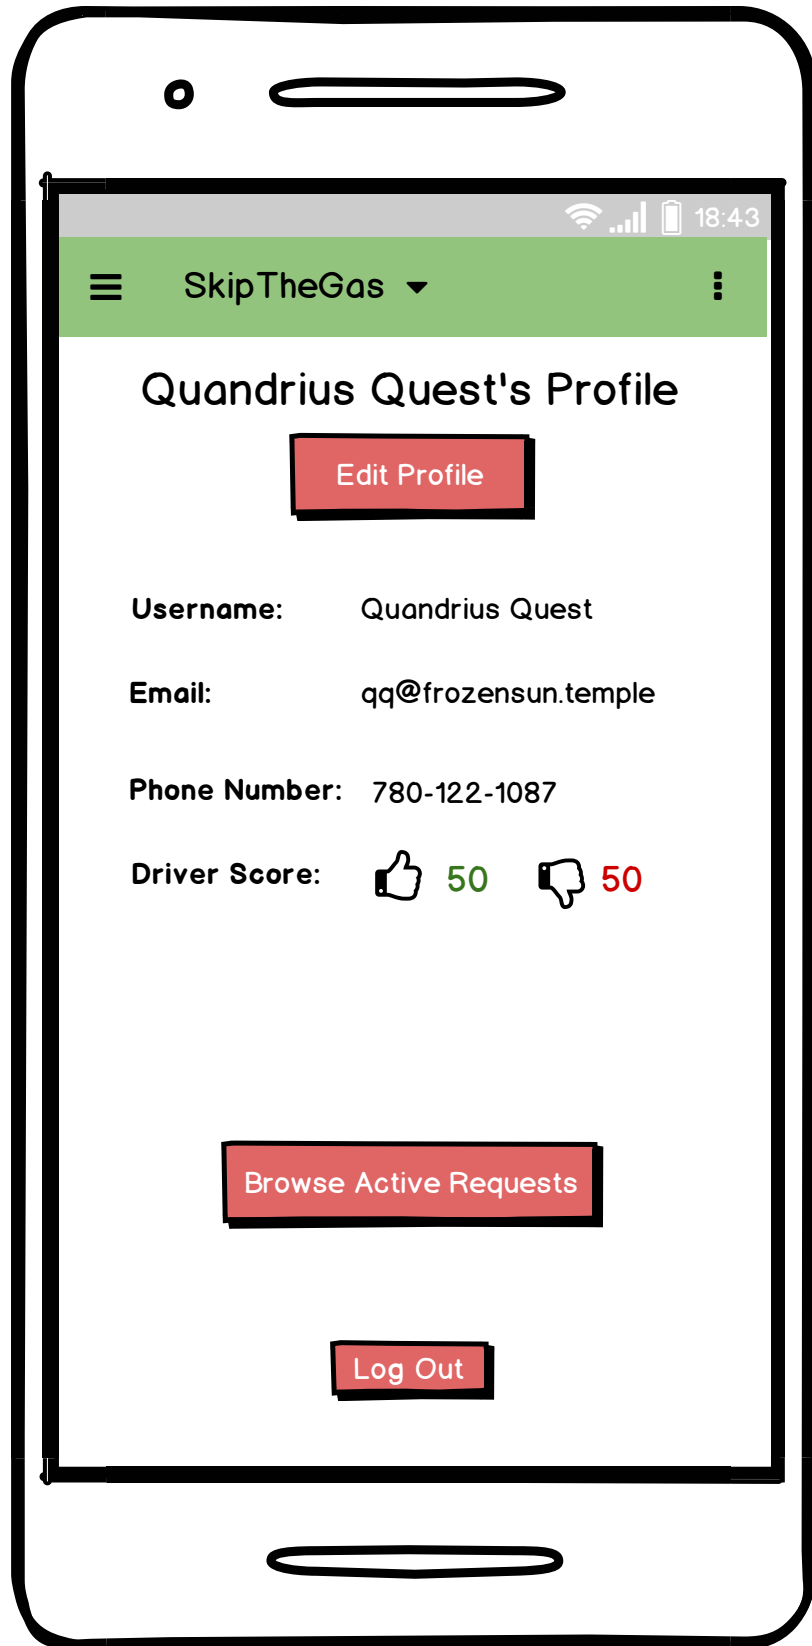 18:43
SkipTheGas
Quandrius Quest's Profile
Edit Profile
Username: Quandrius Quest
Email: qq@frozensun.temple
Phone Number: 780-122-1087
Driver Score: 50 50
Browse Active Requests
Log Out